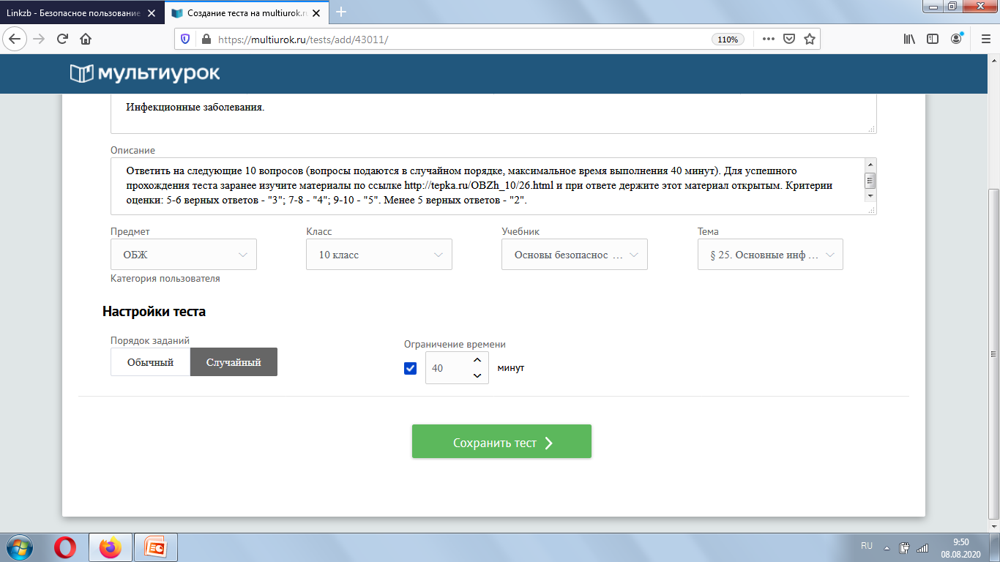 Linkzb - Безопасное пользование
Создание теста на multiurok.ru
https://multiurok.ru/tests/add/43011/
110%
мультиурок
Инфекционные заболевания.
Описание
Ответить на следующие 10 вопросов (вопросы подаются в случайном порядке, максимальное время выполнения 40 минут). Для успешного
прохождения теста заранее изучите материалы по ссылке http://tepka.ru/OBZh_10/26.html и при ответе держите этот материал открытым. Критерии
оценки: 5-6 верных ответов - "3"; 7-8 - "4"; 9-10 - "5". Менее 5 верных ответов - "2".
Предмет Класс Учебник Тема
ОБЖ 10 класс Основы безопаснос ... § 25. Основные инф ...
Категория пользователя
Настройки теста
Порядок заданий
Ограничение времени
Обычный Случайный
40 минут
Сохранить тест
RU
9:50
08.08.2020